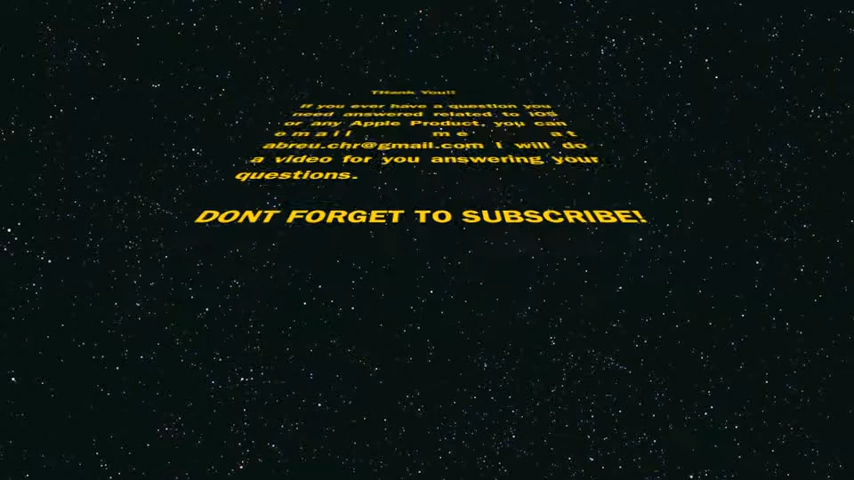 Thank You!!
If you ever have a question you
need answered related to iOS
or any Apple Product, you can
email me at
abreu.chr@gmail.com I will do
a video for you answering your
questions.
DONT FORGET TO SUBSCRIBE!